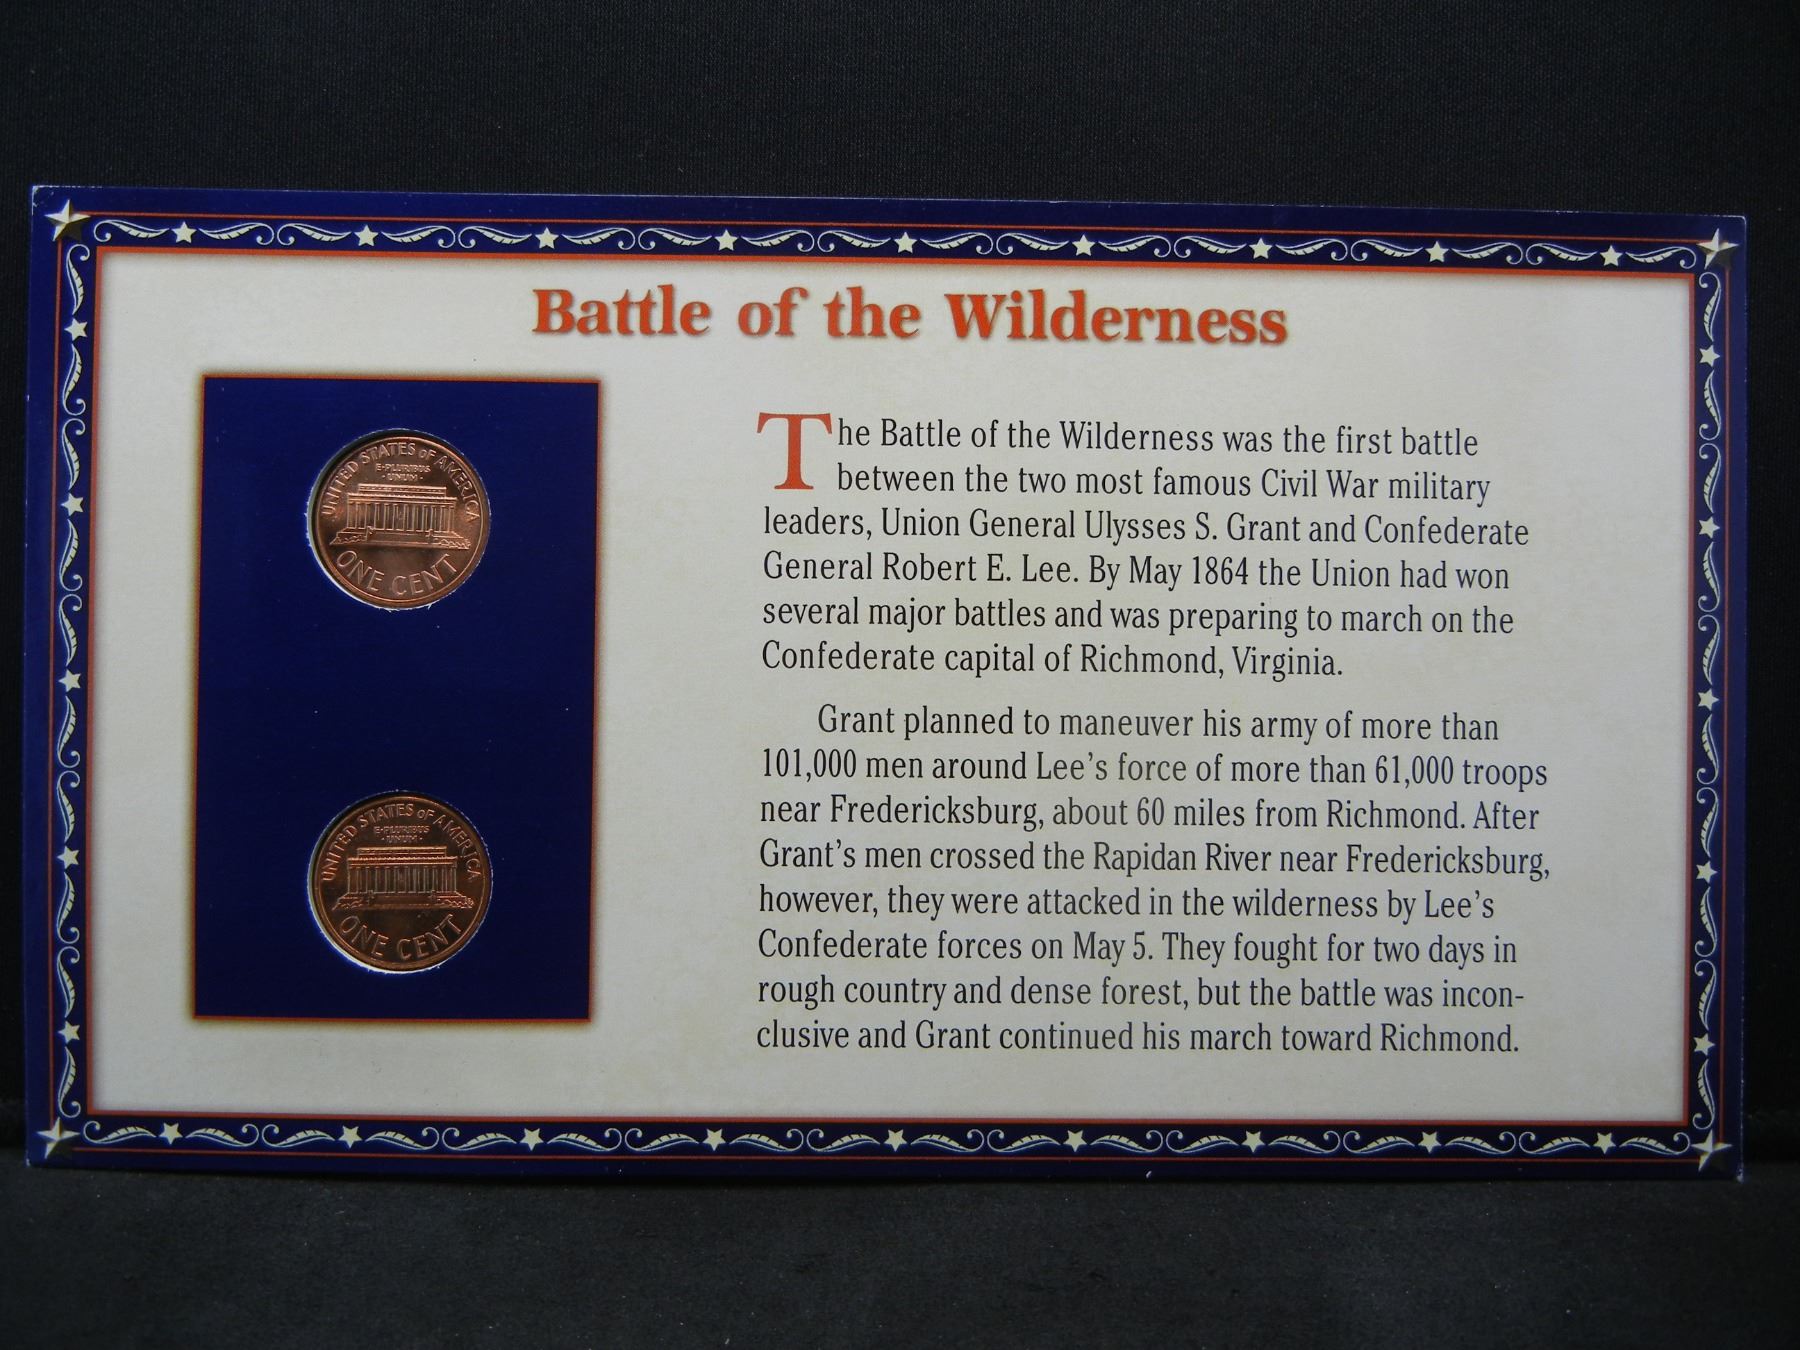 Battle of the Wilderness
UNITED STATES OF AMERICA
E·PLURIBUS
·UNUM·
ONE CENT
UNITED STATES OF AMERICA
E·PLURIBUS
·UNUM·
ONE CENT
The Battle of the Wilderness was the first battle
between the two most famous Civil War military
leaders, Union General Ulysses S. Grant and Confederate
General Robert E. Lee. By May 1864 the Union had won
several major battles and was preparing to march on the
Confederate capital of Richmond, Virginia.
Grant planned to maneuver his army of more than
101,000 men around Lee's force of more than 61,000 troops
near Fredericksburg, about 60 miles from Richmond. After
Grant's men crossed the Rapidan River near Fredericksburg,
however, they were attacked in the wilderness by Lee's
Confederate forces on May 5. They fought for two days in
rough country and dense forest, but the battle was incon-
clusive and Grant continued his march toward Richmond.